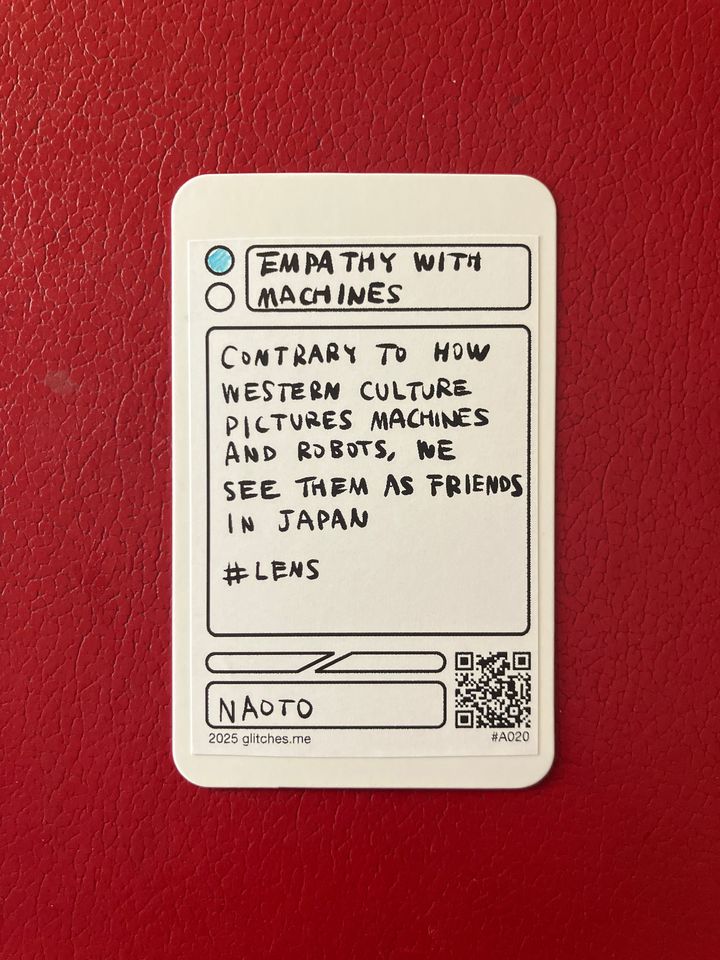 EMPATHY WITH
MACHINES
CONTRARY TO HOW
WESTERN CULTURE
PICTURES MACHINES
AND ROBOTS, WE
SEE THEM AS FRIENDS
IN JAPAN
#LENS
NAOTO
2025 glitches.me
#A020